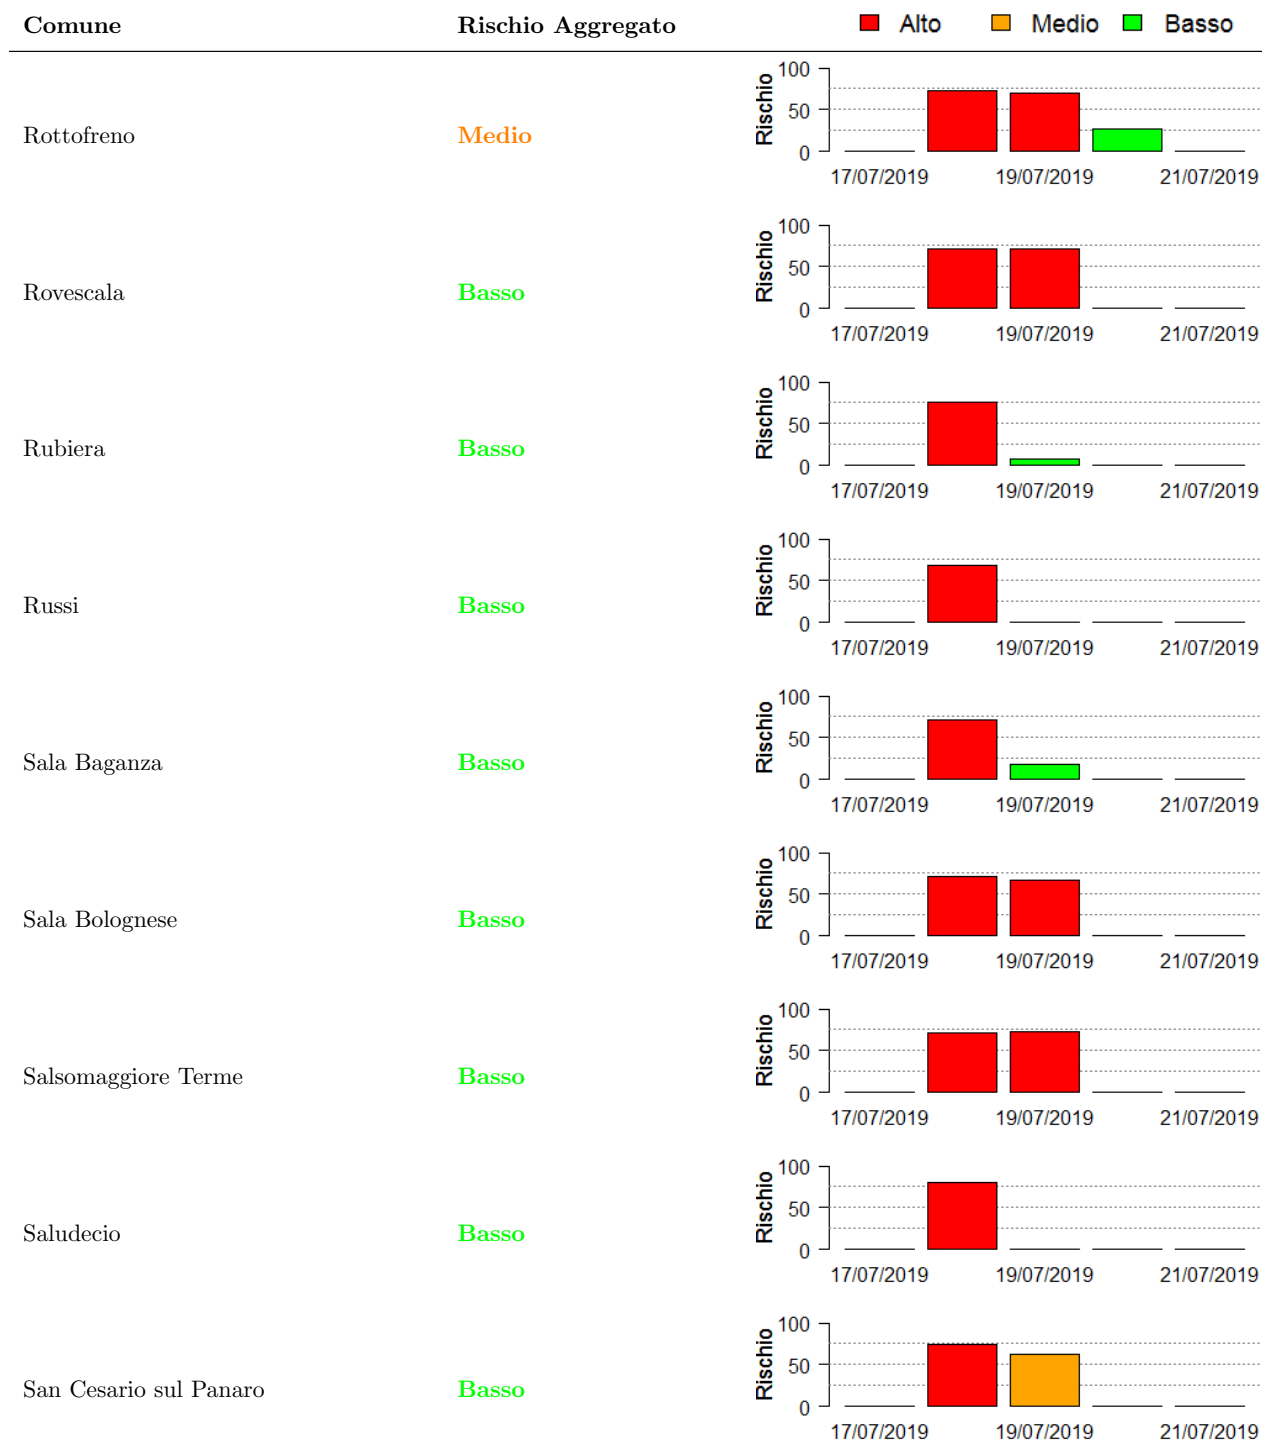 Comune Rischio Aggregato Alto Medio Basso
Rottofreno Medio
Rischio
100
50
0
17/07/2019 19/07/2019 21/07/2019
Rovescala Basso
Rischio
100
50
0
17/07/2019 19/07/2019 21/07/2019
Rubiera Basso
Rischio
100
50
0
17/07/2019 19/07/2019 21/07/2019
Russi Basso
Rischio
100
50
0
17/07/2019 19/07/2019 21/07/2019
Sala Baganza Basso
Rischio
100
50
0
17/07/2019 19/07/2019 21/07/2019
Sala Bolognese Basso
Rischio
100
50
0
17/07/2019 19/07/2019 21/07/2019
Salsomaggiore Terme Basso
Rischio
100
50
0
17/07/2019 19/07/2019 21/07/2019
Saludecio Basso
Rischio
100
50
0
17/07/2019 19/07/2019 21/07/2019
San Cesario sul Panaro Basso
Rischio
100
50
0
17/07/2019 19/07/2019 21/07/2019